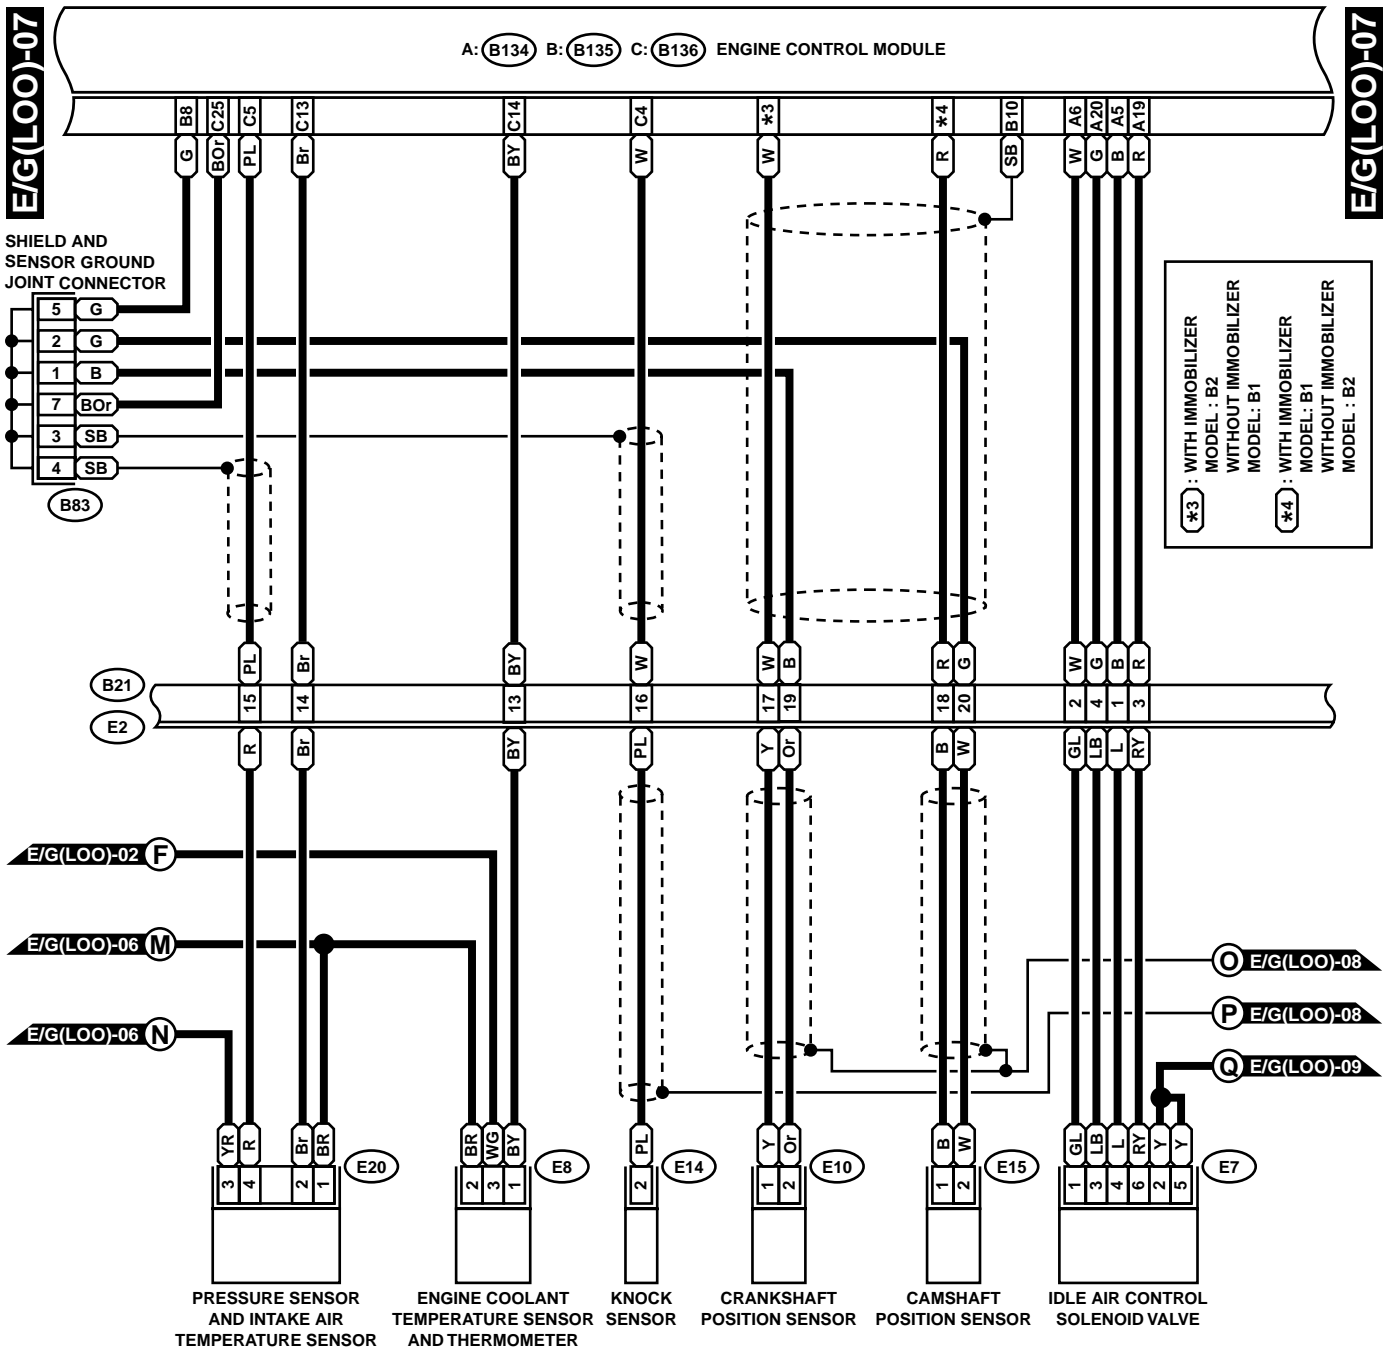 E/G(LOO)-07
E/G(LOO)-07
A: B134 B: B135 C: B136 ENGINE CONTROL MODULE
B8 C25 C5 C13 C14 C4 *3 *4 B10 A6 A20 A5 A19
G BOr PL Br BY W W R SB W G B R
SHIELD AND
SENSOR GROUND
JOINT CONNECTOR
5 G
2 G
1 B
7 BOr
3 SB
4 SB
B83
*3 : WITH IMMOBILIZER
MODEL : B2
WITHOUT IMMOBILIZER
MODEL: B1
*4 : WITH IMMOBILIZER
MODEL: B1
WITHOUT IMMOBILIZER
MODEL : B2
PL Br BY W W B R G W G B R
B21
15 14 13 16 17 19 18 20 2 4 1 3
E2
R Br BY PL Y Or B W GL LB L RY
E/G(LOO)-02 F
E/G(LOO)-06 M
E/G(LOO)-06 N
O E/G(LOO)-08
P E/G(LOO)-08
Q E/G(LOO)-09
YR R Br BR BR WG BY PL Y Or B W GL LB L RY Y Y
E20 E8 E14 E10 E15 E7
3 4 2 1 2 3 1 2 1 2 1 2 1 3 4 6 2 5
PRESSURE SENSOR
AND INTAKE AIR
TEMPERATURE SENSOR
ENGINE COOLANT
TEMPERATURE SENSOR
AND THERMOMETER
KNOCK
SENSOR
CRANKSHAFT
POSITION SENSOR
CAMSHAFT
POSITION SENSOR
IDLE AIR CONTROL
SOLENOID VALVE